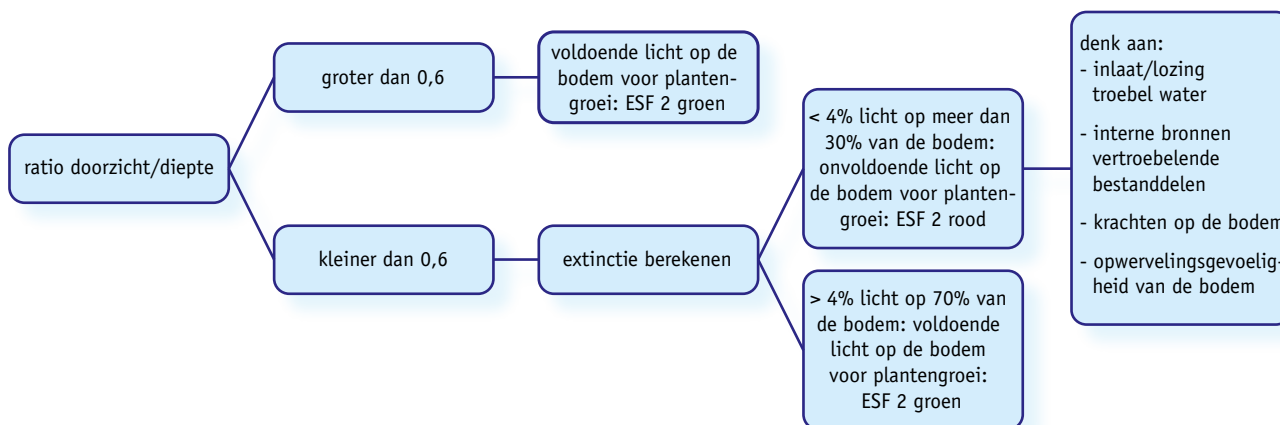 ratio doorzicht/diepte
groter dan 0,6
voldoende licht op de
bodem voor planten-
groei: ESF 2 groen
kleiner dan 0,6
extinctie berekenen
< 4% licht op meer dan
30% van de bodem:
onvoldoende licht op
de bodem voor planten-
groei: ESF 2 rood
> 4% licht op 70% van
de bodem: voldoende
licht op de bodem
voor plantengroei:
ESF 2 groen
denk aan:
- inlaat/lozing
troebel water
- interne bronnen
vertroebelende
bestanddelen
- krachten op de bodem
- opwervelingsgevoelig-
heid van de bodem